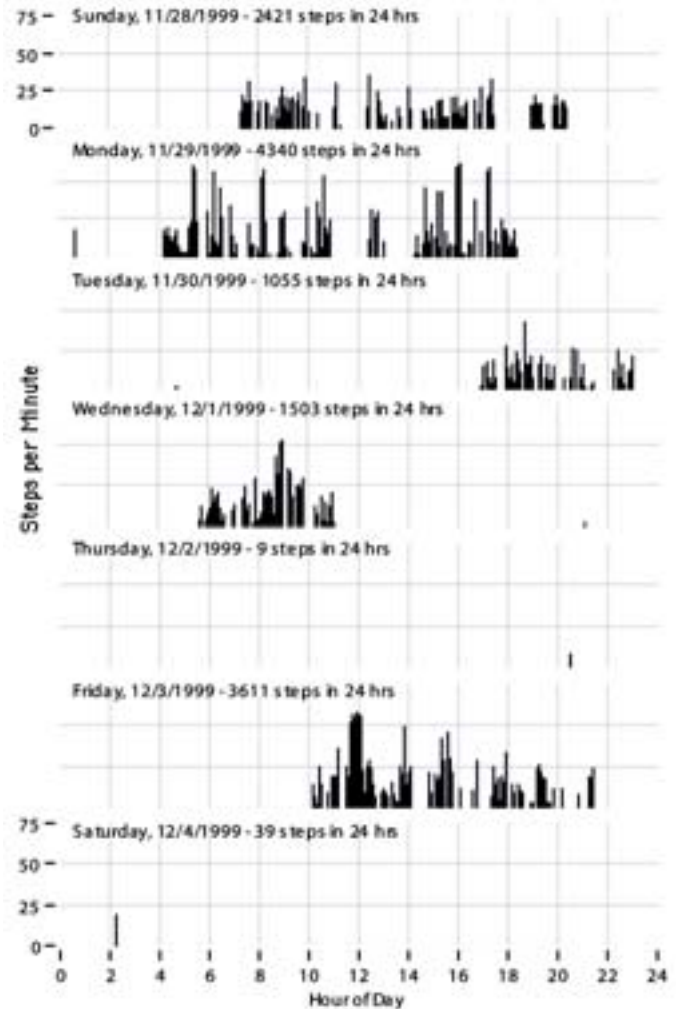 Sunday, 11/28/1999 - 2421 steps in 24 hrs
75
50
25
0
Monday, 11/29/1999 - 4340 steps in 24 hrs
Tuesday, 11/30/1999 - 1055 steps in 24 hrs
Steps per Minute
Wednesday, 12/1/1999 - 1503 steps in 24 hrs
Thursday, 12/2/1999 - 9 steps in 24 hrs
Friday, 12/3/1999 - 3611 steps in 24 hrs
Saturday, 12/4/1999 - 39 steps in 24 hrs
75
50
25
0
0 2 4 6 8 10 12 14 16 18 20 22 24
Hour of Day